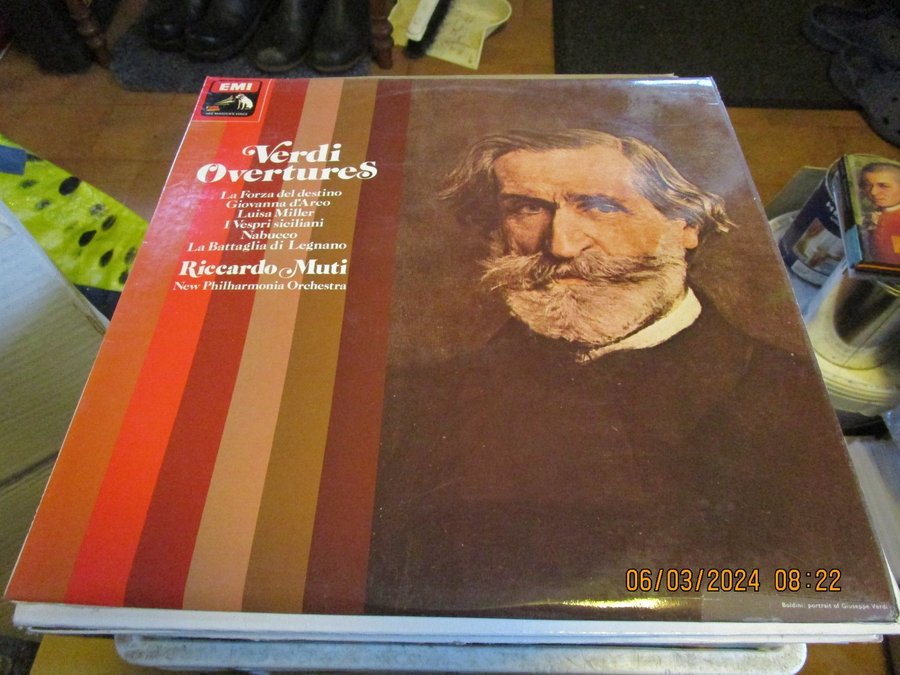 EMI
HIS MASTER'S VOICE
Verdi
Overtures
La Forza del destino
Giovanna d'Arco
Luisa Miller
I Vespri siciliani
Nabucco
La Battaglia di Legnano
Riccardo Muti
New Philharmonia Orchestra
06/03/2024 08:22
Boldini: portrait of Giuseppe Verdi